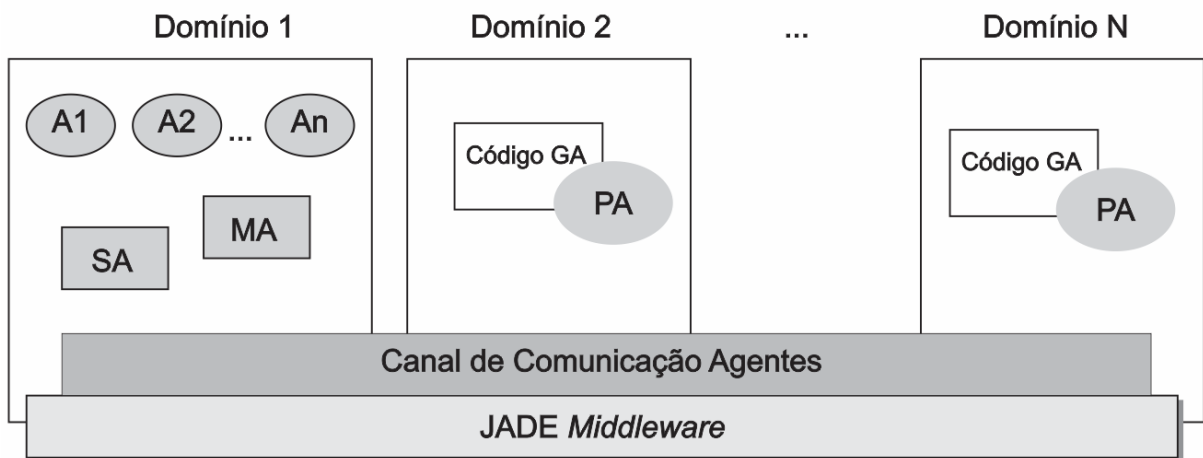 Domínio 1
Domínio 2
...
Domínio N
A1
A2
...
An
Código GA
PA
Código GA
PA
MA
SA
Canal de Comunicação Agentes
JADE Middleware